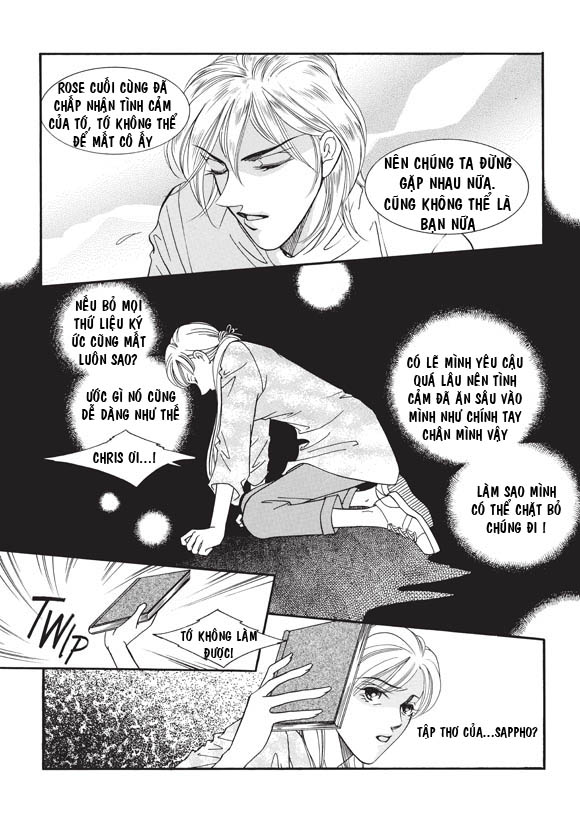 ROSE CUỐI CÙNG ĐÃ
CHẤP NHẬN TÌNH CẢM
CỦA TỚ, TỚ KHÔNG THỂ
ĐỂ MẤT CÔ ẤY
NÊN CHÚNG TA ĐỪNG
GẶP NHAU NỮA.
CŨNG KHÔNG THỂ LÀ
BẠN NỮA
NẾU BỎ MỌI
THỨ LIỆU KÝ
ỨC CŨNG MẤT
LUÔN SAO?
ƯỚC GÌ NÓ CŨNG
DỄ DÀNG NHƯ THẾ
CHRIS ƠI...!
CÓ LẼ MÌNH YÊU CẬU
QUÁ LÂU NÊN TÌNH
CẢM ĐÃ ĂN SÂU VÀO
MÌNH NHƯ CHÍNH TAY
CHÂN MÌNH VẬY
LÀM SAO MÌNH
CÓ THỂ CHẶT BỎ
CHÚNG ĐI !
TWIP
TỚ KHÔNG LÀM
ĐƯỢC!
TẬP THƠ CỦA...SAPPHO?